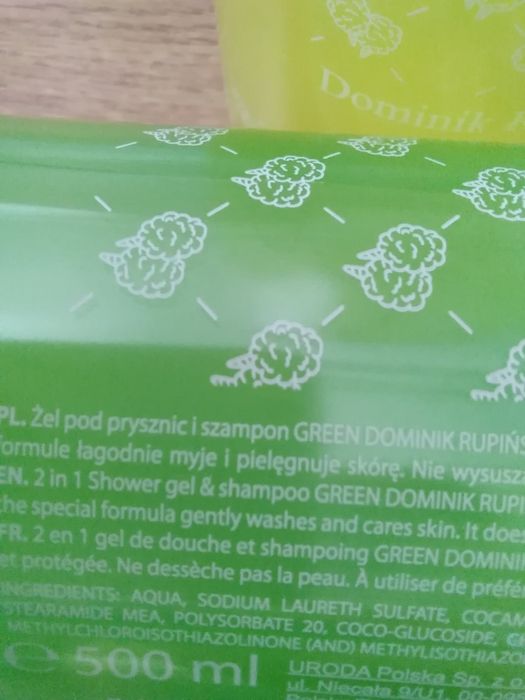 Dominik
PL. Żel pod prysznic i szampon GREEN DOMINIK RUPIŃS
formule łagodnie myje i pielęgnuje skórę. Nie wysusz
EN. 2 in 1 Shower gel & shampoo GREEN DOMINIK RUPI
the special formula gently washes and cares skin. It does
FR. 2 en 1 gel de douche et shampoing GREEN DOMINI
et protégée. Ne dessèche pas la peau. À utiliser de préfé
INGREDIENTS: AQUA, SODIUM LAURETH SULFATE, COCAM
STEARAMIDE MEA, POLYSORBATE 20, COCO-GLUCOSIDE,
METHYLCHLOROISOTHIAZOLINONE (AND) METHYLISOTHIAZO
℮ 500 ml
URODA Polska Sp. z o
ul. Niecała